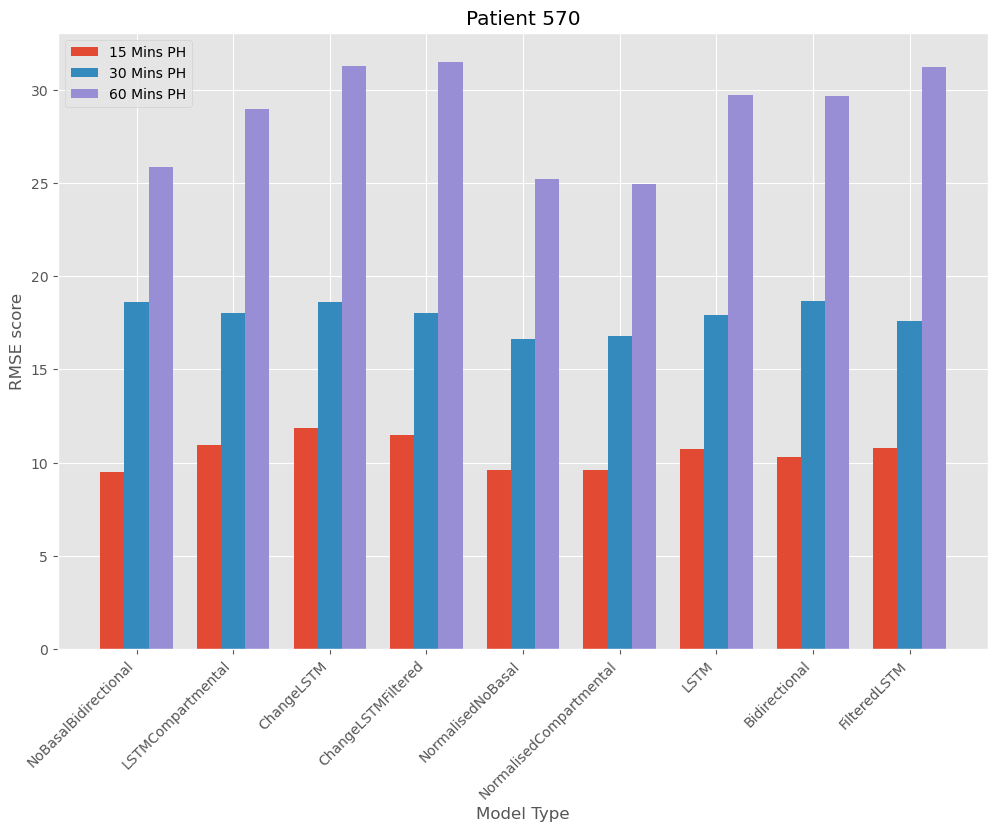 Patient 570
15 Mins PH
30 Mins PH
60 Mins PH
RMSE score
30
25
20
15
10
5
0
NoBasalBidirectional
LSTMCompartmental
ChangeLSTM
ChangeLSTMFiltered
NormalisedNoBasal
NormalisedCompartmental
LSTM
Bidirectional
FilteredLSTM
Model Type